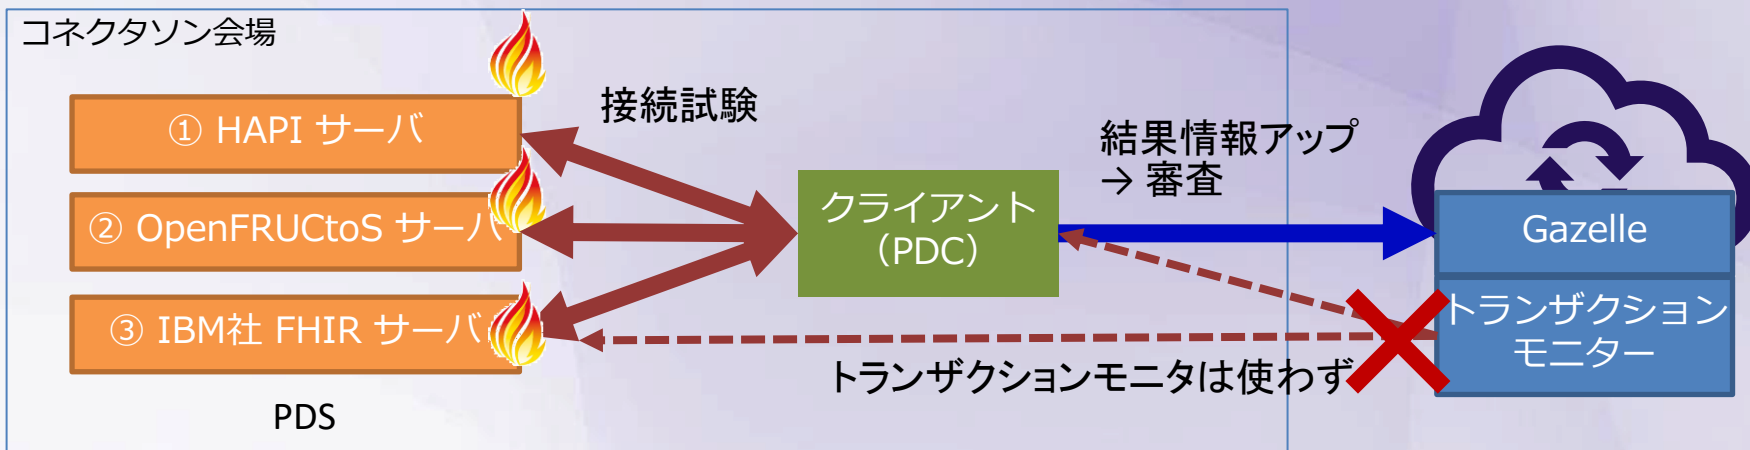 コネクタソン会場
① HAPI サーバ
② OpenFRUCtoS サーバ
③ IBM社 FHIR サーバ
PDS
接続試験
クライアント
（PDC）
結果情報アップ
→ 審査
Gazelle
トランザクション
モニター
トランザクションモニタは使わず